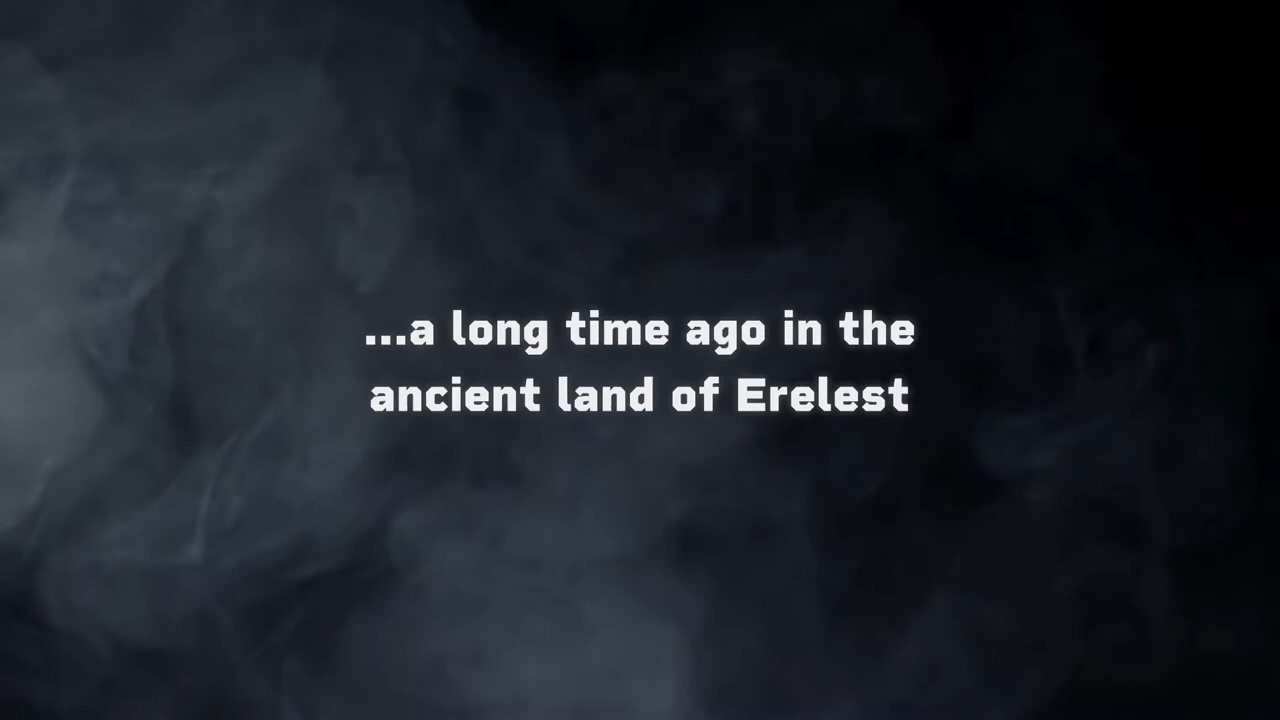 ...a long time ago in the
ancient land of Erelest